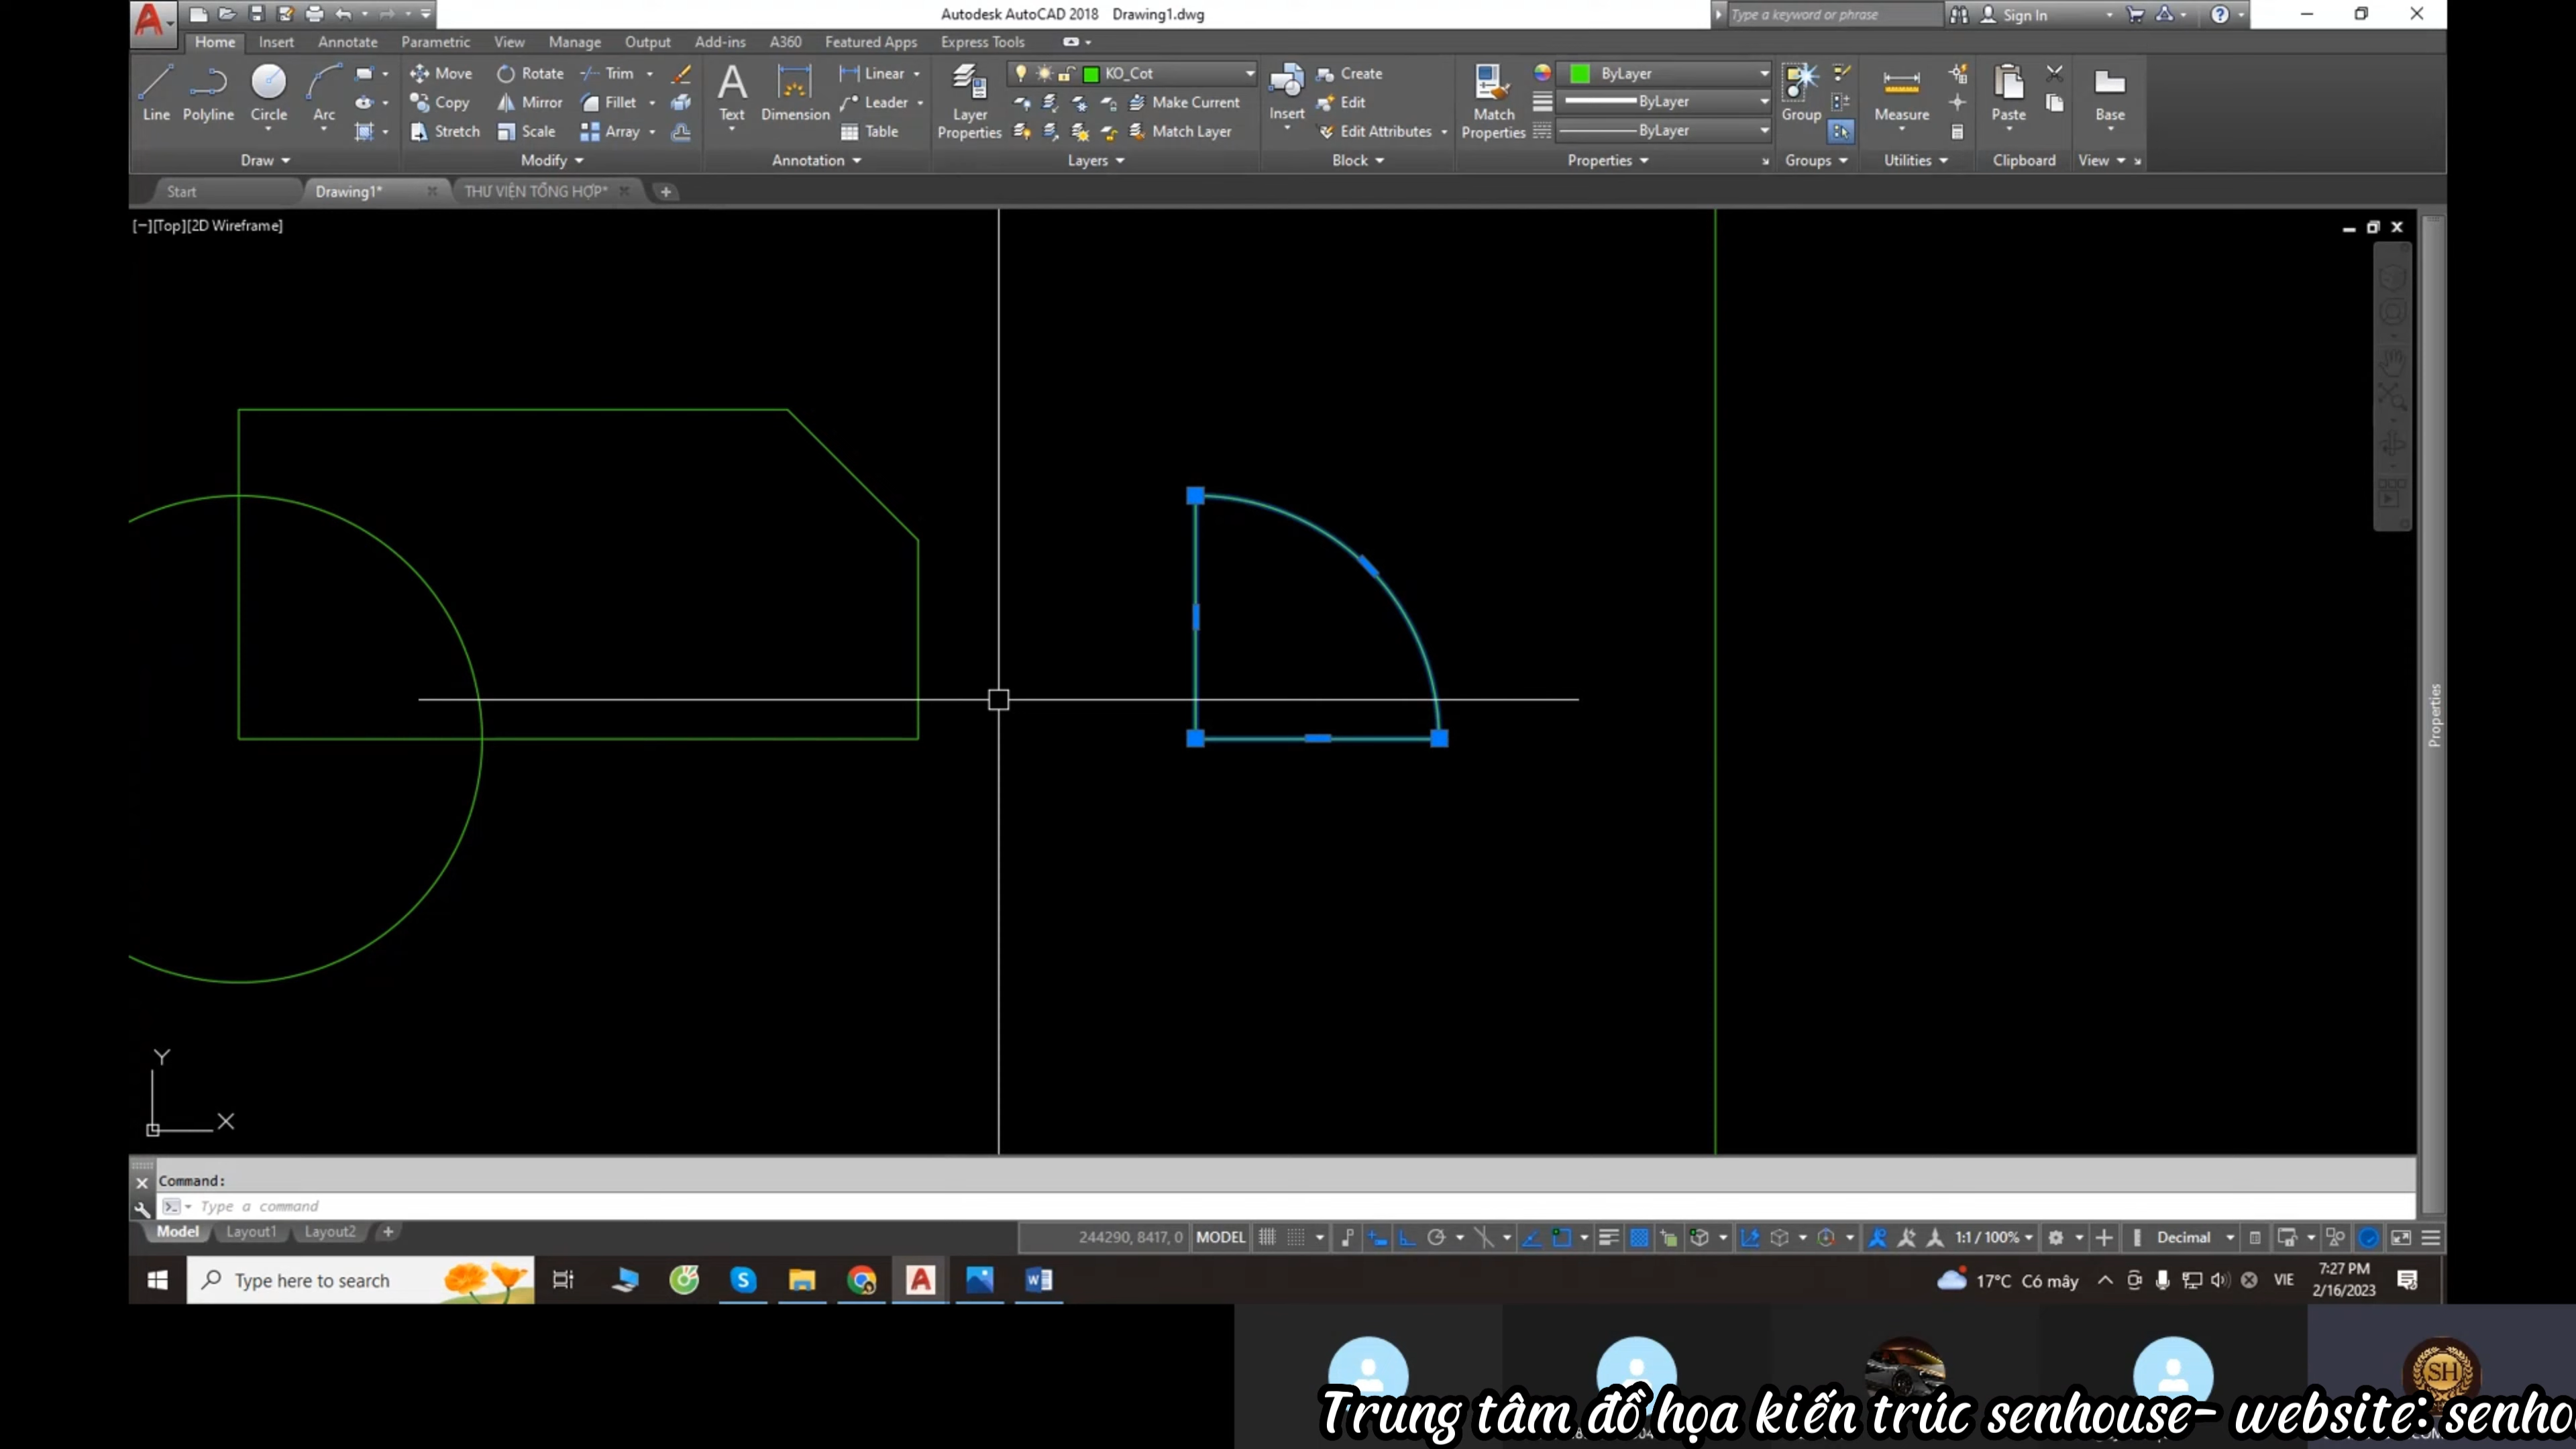 Autodesk AutoCAD 2018 Drawing1.dwg
Type a keyword or phrase
Sign In
Home Insert Annotate Parametric View Manage Output Add-ins A360 Featured Apps Express Tools
Line Polyline Circle Arc
Move Rotate Trim
Copy Mirror Fillet
Stretch Scale Array
Text Dimension
Linear
Leader
Table
Layer Properties
KO_Cot
Make Current
Match Layer
Insert
Create
Edit
Edit Attributes
Match Properties
ByLayer
ByLayer
ByLayer
Group
Measure
Paste
Base
Draw Modify Annotation Layers Block Properties Groups Utilities Clipboard View
Start Drawing1* THƯ VIỆN TỔNG HỢP*
[−][Top][2D Wireframe]
Properties
Y
X
Command:
Type a command
Model Layout1 Layout2
244290, 8417, 0 MODEL 1:1 / 100% Decimal
Type here to search
17°C Có mây
VIE
7:27 PM
2/16/2023
SH
Trung tâm đồ họa kiến trúc senhouse- website: senho